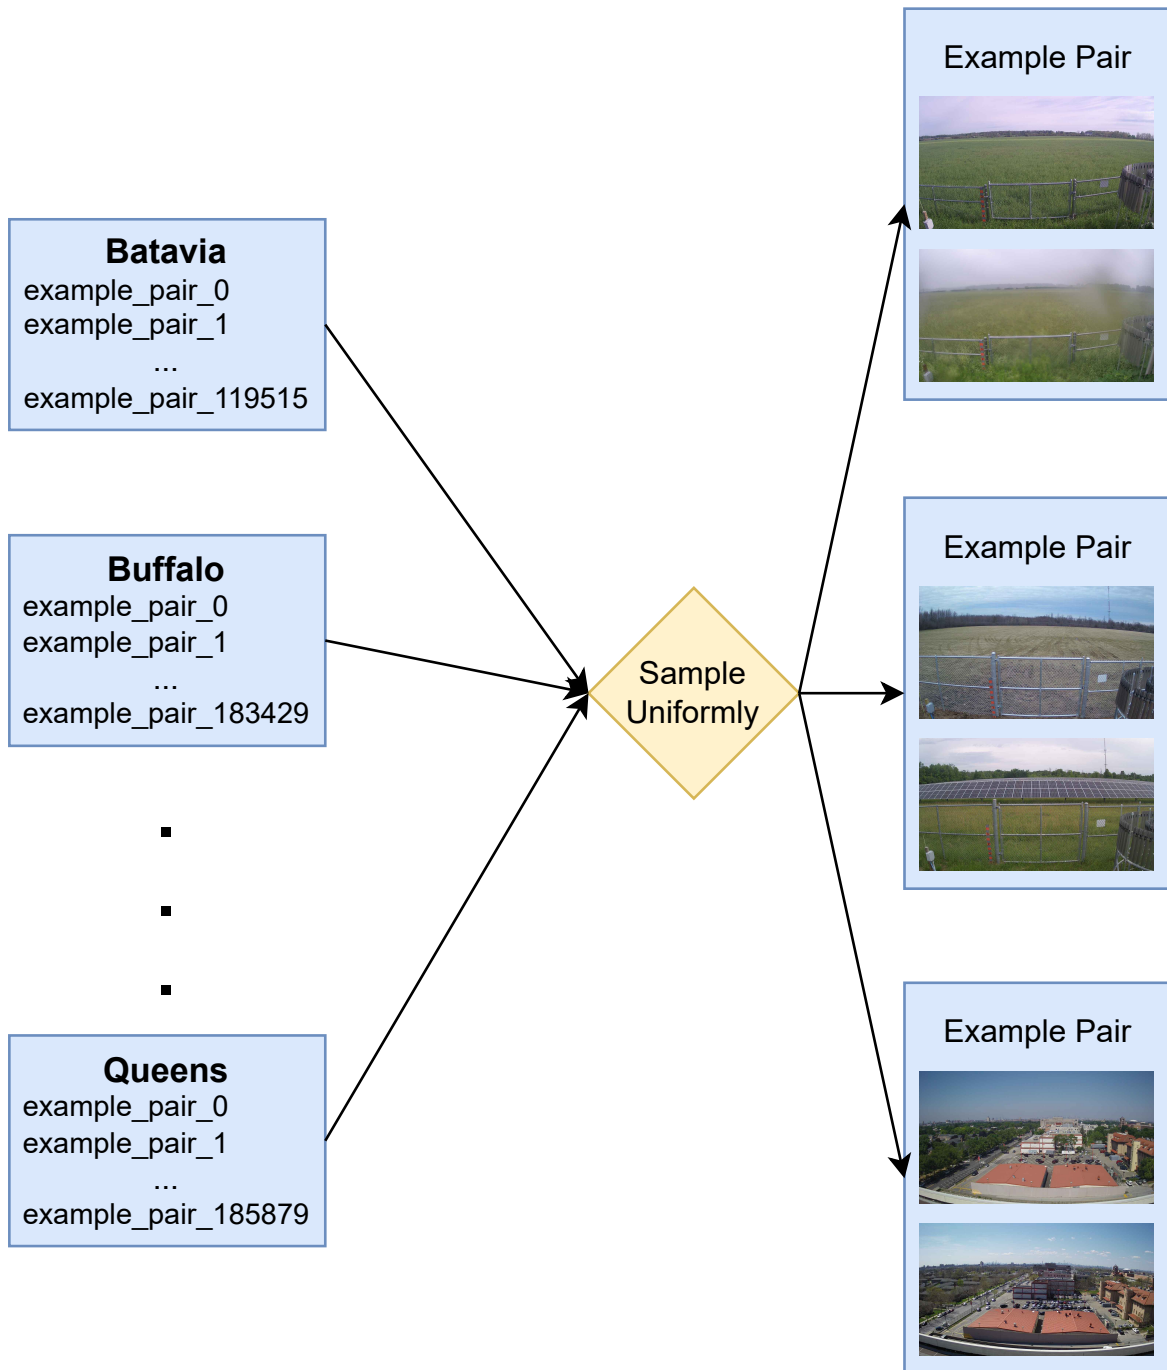 Batavia
example_pair_0
example_pair_1
...
example_pair_119515
Buffalo
example_pair_0
example_pair_1
...
example_pair_183429
Queens
example_pair_0
example_pair_1
...
example_pair_185879
Sample
Uniformly
Example Pair
Example Pair
Example Pair